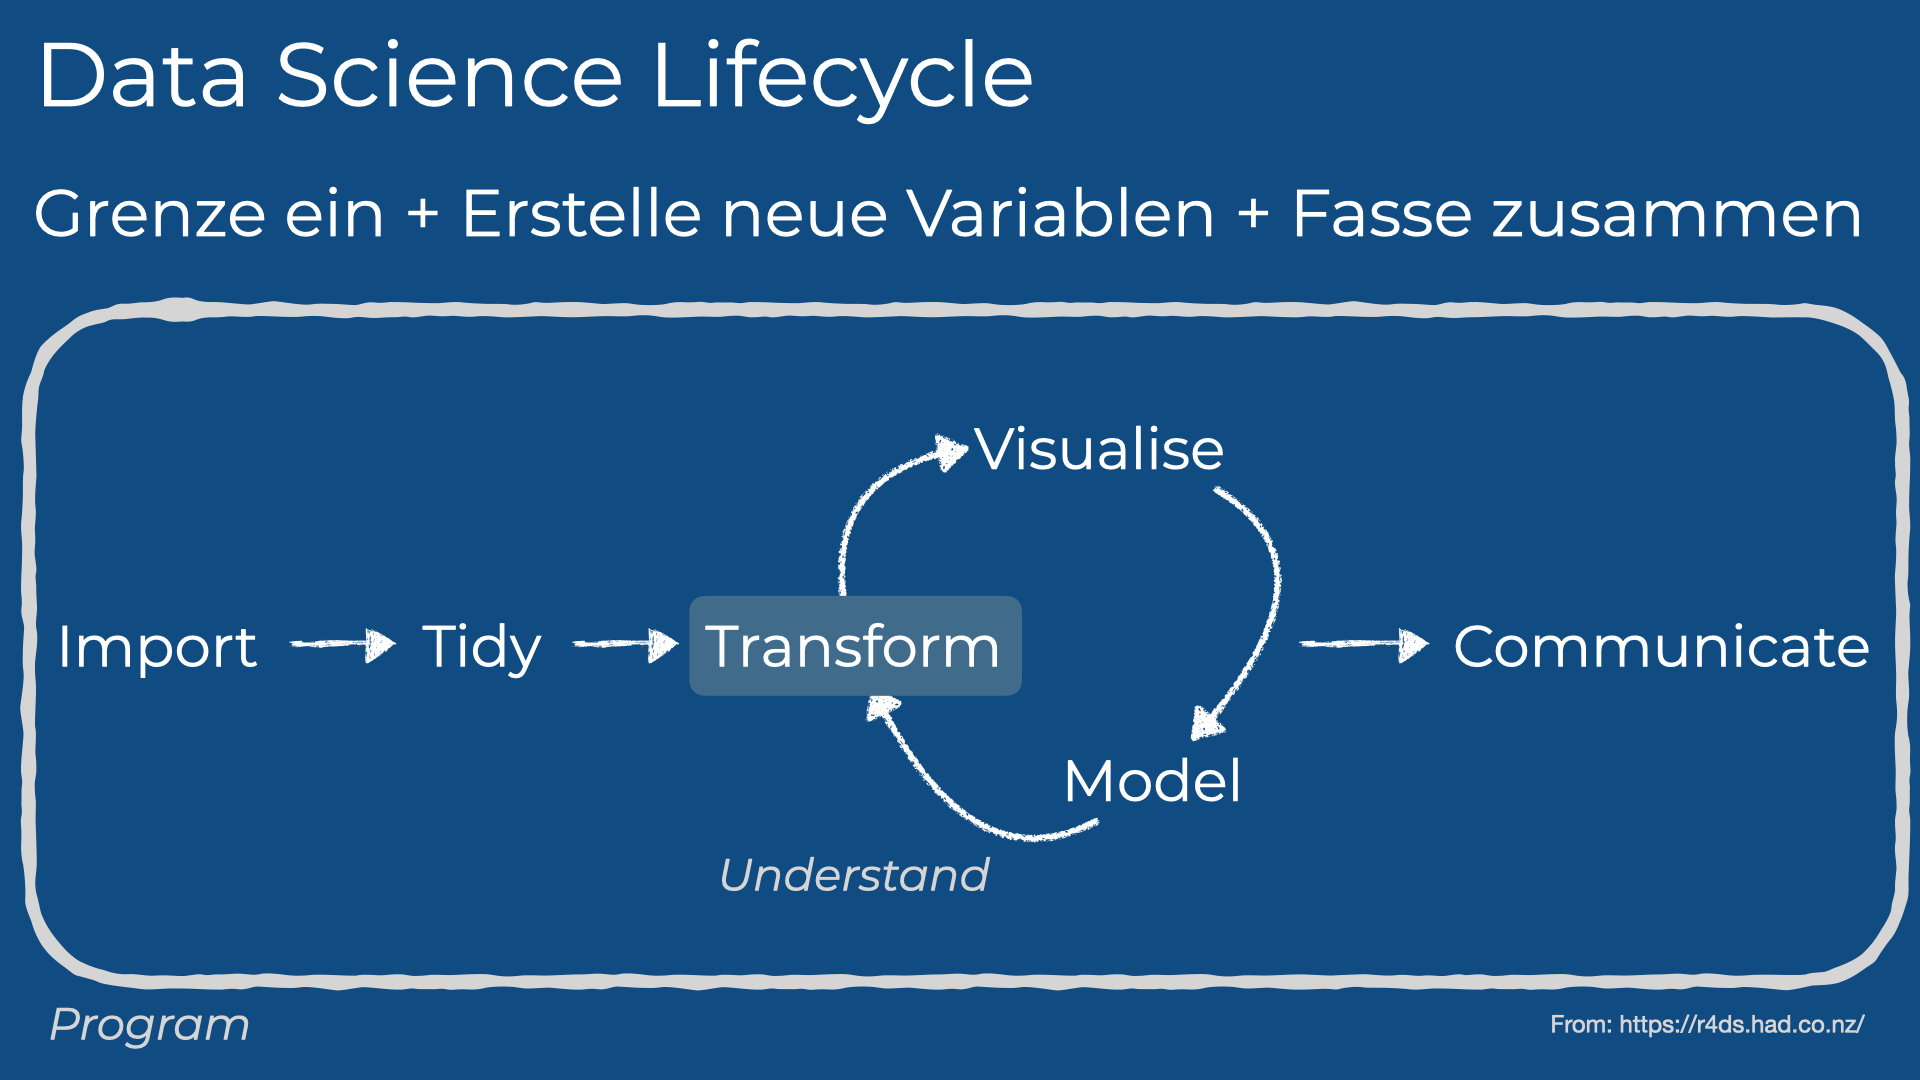 Data Science Lifecycle
Grenze ein + Erstelle neue Variablen + Fasse zusammen
Visualise
Import
Tidy
Transform
Communicate
Model
Understand
Program
From: https://r4ds.had.co.nz/